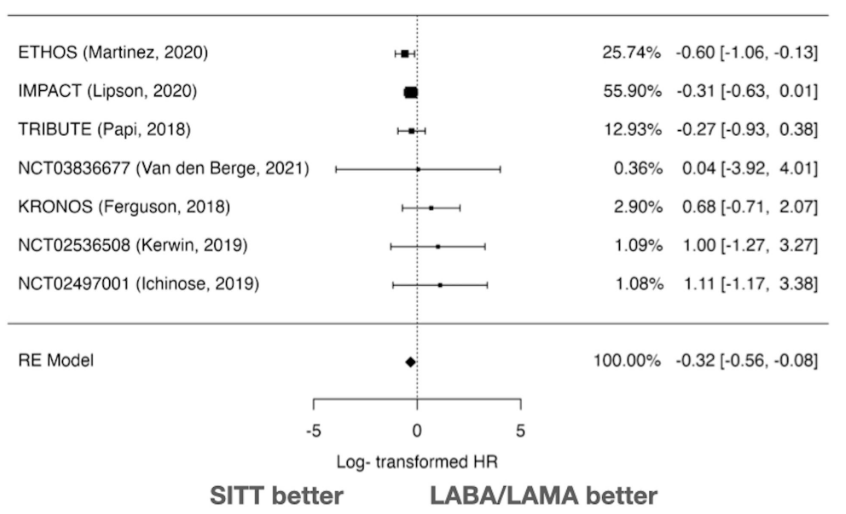 ETHOS (Martinez, 2020) 25.74% -0.60 [-1.06, -0.13]
IMPACT (Lipson, 2020) 55.90% -0.31 [-0.63, 0.01]
TRIBUTE (Papi, 2018) 12.93% -0.27 [-0.93, 0.38]
NCT03836677 (Van den Berge, 2021) 0.36% 0.04 [-3.92, 4.01]
KRONOS (Ferguson, 2018) 2.90% 0.68 [-0.71, 2.07]
NCT02536508 (Kerwin, 2019) 1.09% 1.00 [-1.27, 3.27]
NCT02497001 (Ichinose, 2019) 1.08% 1.11 [-1.17, 3.38]
RE Model 100.00% -0.32 [-0.56, -0.08]
-5 0 5
Log- transformed HR
SITT better LABA/LAMA better